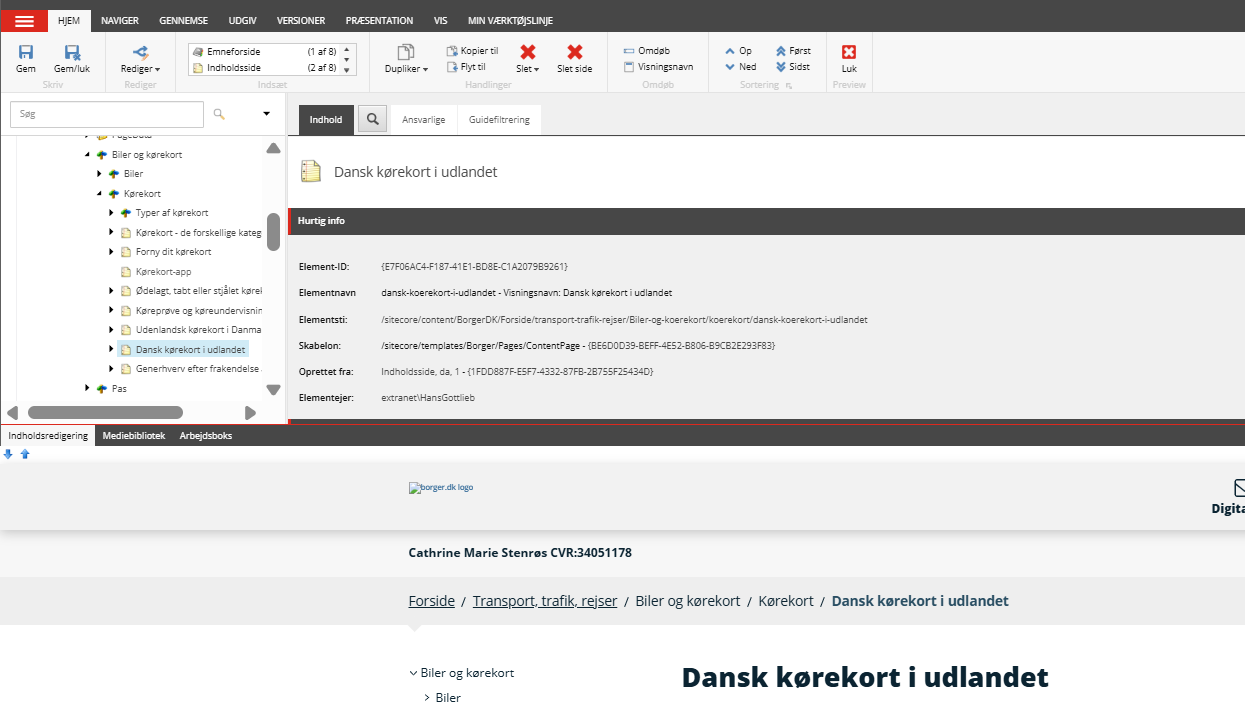 HJEM NAVIGER GENNEMSE UDGIV VERSIONER PRÆSENTATION VIS MIN VÆRKTØJSLINJE
Gem Gem/luk
Skriv
Rediger
Rediger
Emneforside (1 af 8)
Indholdsside (2 af 8)
Indsæt
Dupliker
Kopier til
Flyt til
Slet Slet side
Handlinger
Omdøb
Visningsnavn
Omdøb
Op Først
Ned Sidst
Sortering
Luk
Preview
Søg
PageData
Biler og kørekort
Biler
Kørekort
Typer af kørekort
Kørekort - de forskellige kateg
Forny dit kørekort
Kørekort-app
Ødelagt, tabt eller stjålet kørek
Køreprøve og køreundervisnin
Udenlandsk kørekort i Danma
Dansk kørekort i udlandet
Generhverv efter frakendelse
Pas
Indhold Ansvarlige Guidefiltrering
Dansk kørekort i udlandet
Hurtig info
Element-ID: {E7F06AC4-F187-41E1-BD8E-C1A2079B9261}
Elementnavn dansk-koerekort-i-udlandet - Visningsnavn: Dansk kørekort i udlandet
Elementsti: /sitecore/content/BorgerDK/Forside/transport-trafik-rejser/Biler-og-koerekort/koerekort/dansk-koerekort-i-udlandet
Skabelon: /sitecore/templates/Borger/Pages/ContentPage - {BE6D0D39-BEFF-4E52-B806-B9CB2E293F83}
Oprettet fra: Indholdsside, da, 1 - {1FDD887F-E5F7-4332-87FB-2B755F25434D}
Elementejer: extranet\HansGottlieb
Indholdsredigering Mediebibliotek Arbejdsboks
borger.dk logo
Digita
Cathrine Marie Stenrøs CVR:34051178
Forside / Transport, trafik, rejser / Biler og kørekort / Kørekort / Dansk kørekort i udlandet
Biler og kørekort
Biler
Dansk kørekort i udlandet